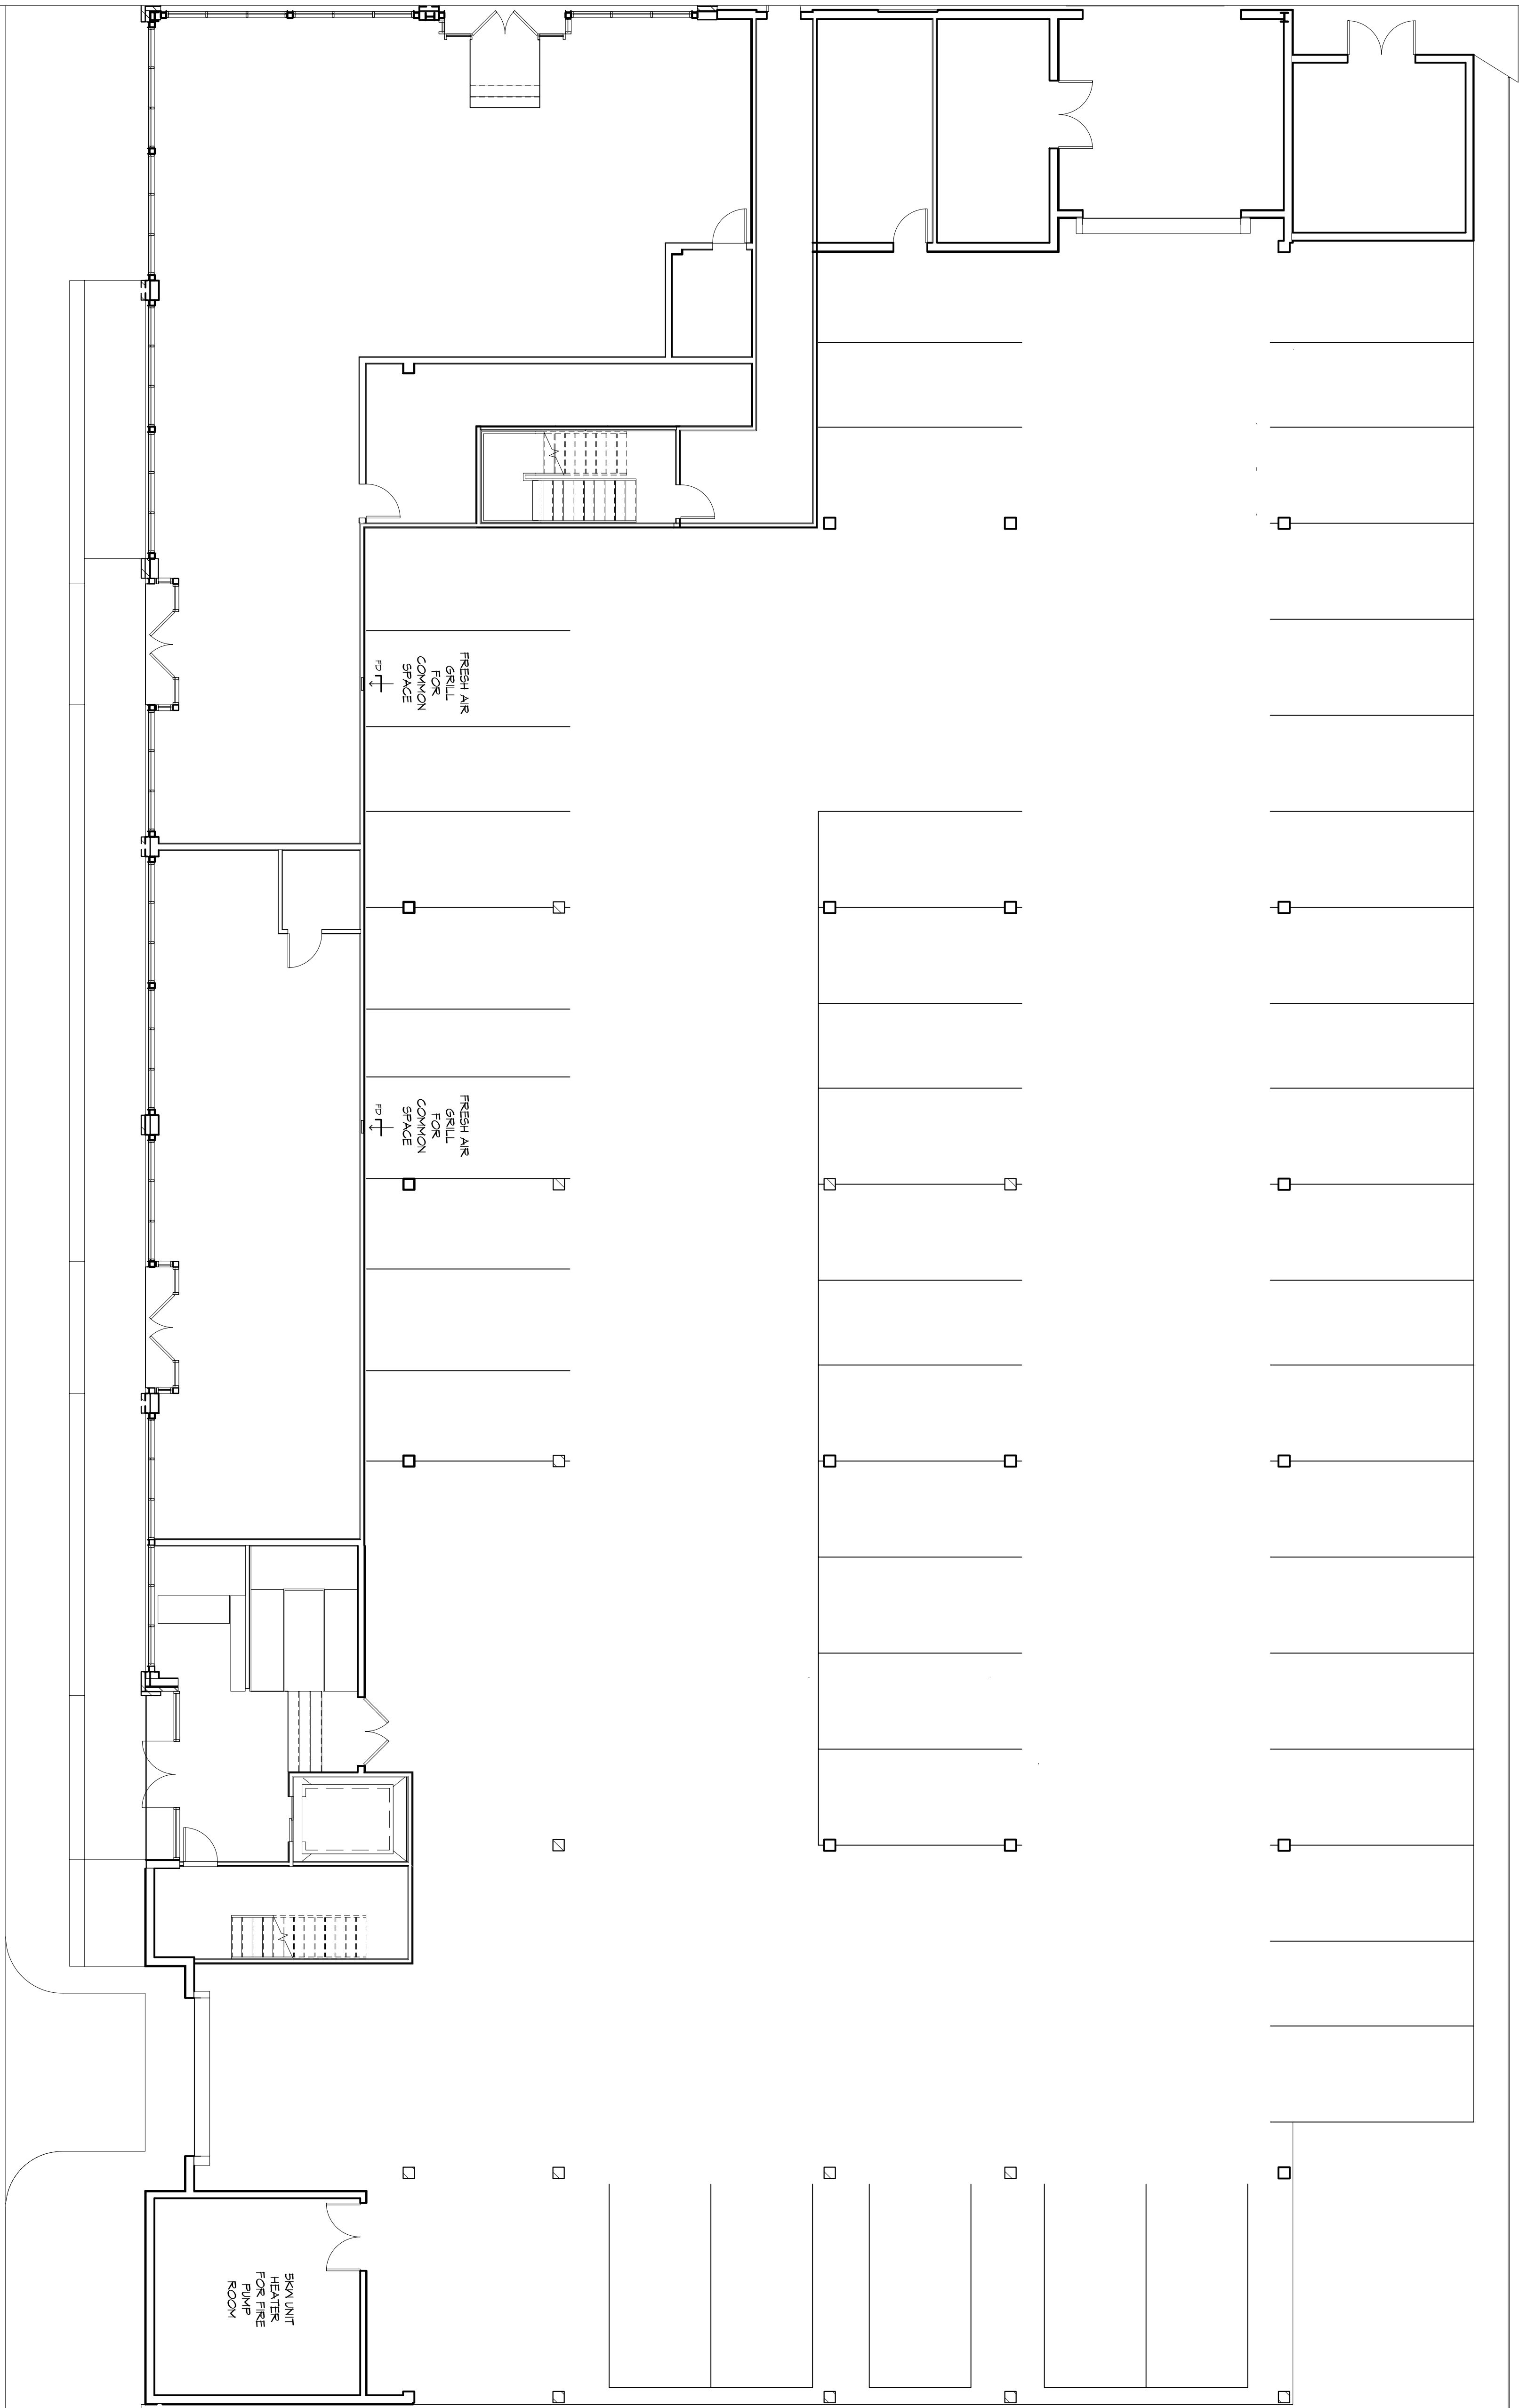 FRESH AIR
GRILL
FOR
COMMON
SPACE
FD
FRESH AIR
GRILL
FOR
COMMON
SPACE
FD
5KW UNIT
HEATER
FOR FIRE
PUMP
ROOM